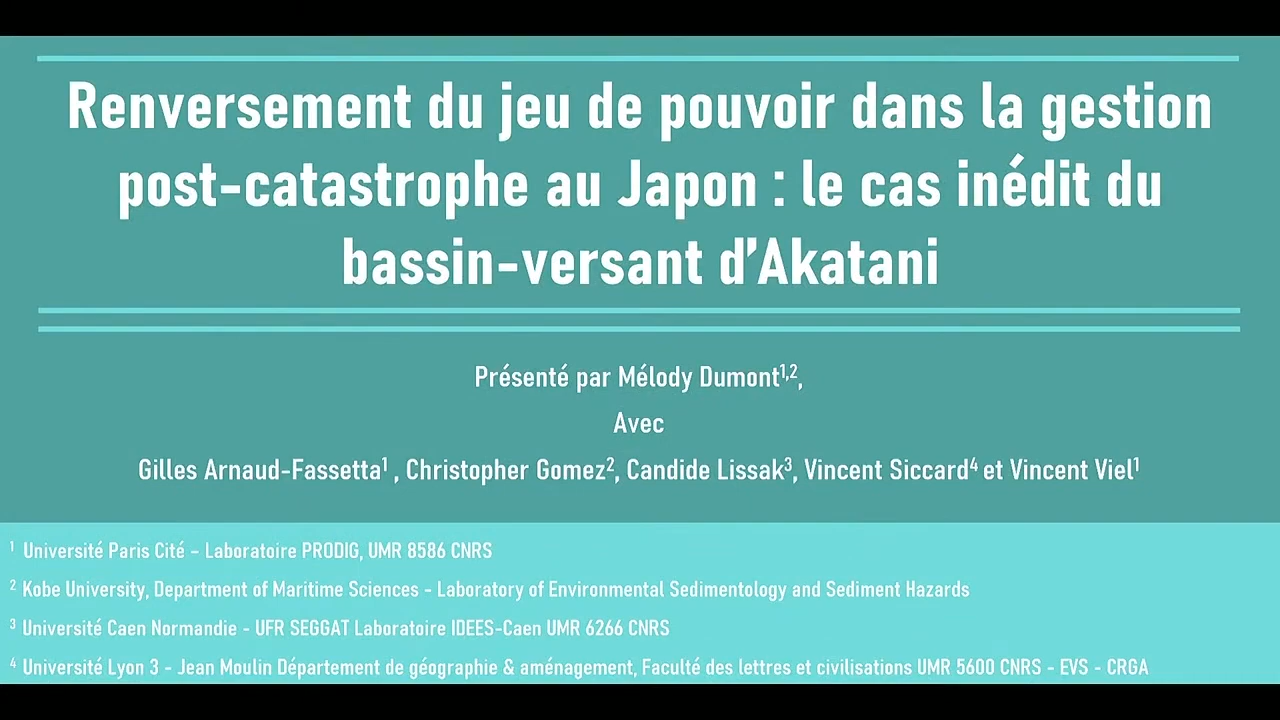 Renversement du jeu de pouvoir dans la gestion
post-catastrophe au Japon : le cas inédit du
bassin-versant d'Akatani
Présenté par Mélody Dumont¹,²,
Avec
Gilles Arnaud-Fassetta¹ , Christopher Gomez², Candide Lissak³, Vincent Siccard⁴ et Vincent Viel¹
¹ Université Paris Cité - Laboratoire PRODIG, UMR 8586 CNRS
² Kobe University, Department of Maritime Sciences - Laboratory of Environmental Sedimentology and Sediment Hazards
³ Université Caen Normandie - UFR SEGGAT Laboratoire IDEES-Caen UMR 6266 CNRS
⁴ Université Lyon 3 - Jean Moulin Département de géographie & aménagement, Faculté des lettres et civilisations UMR 5600 CNRS - EVS - CRGA